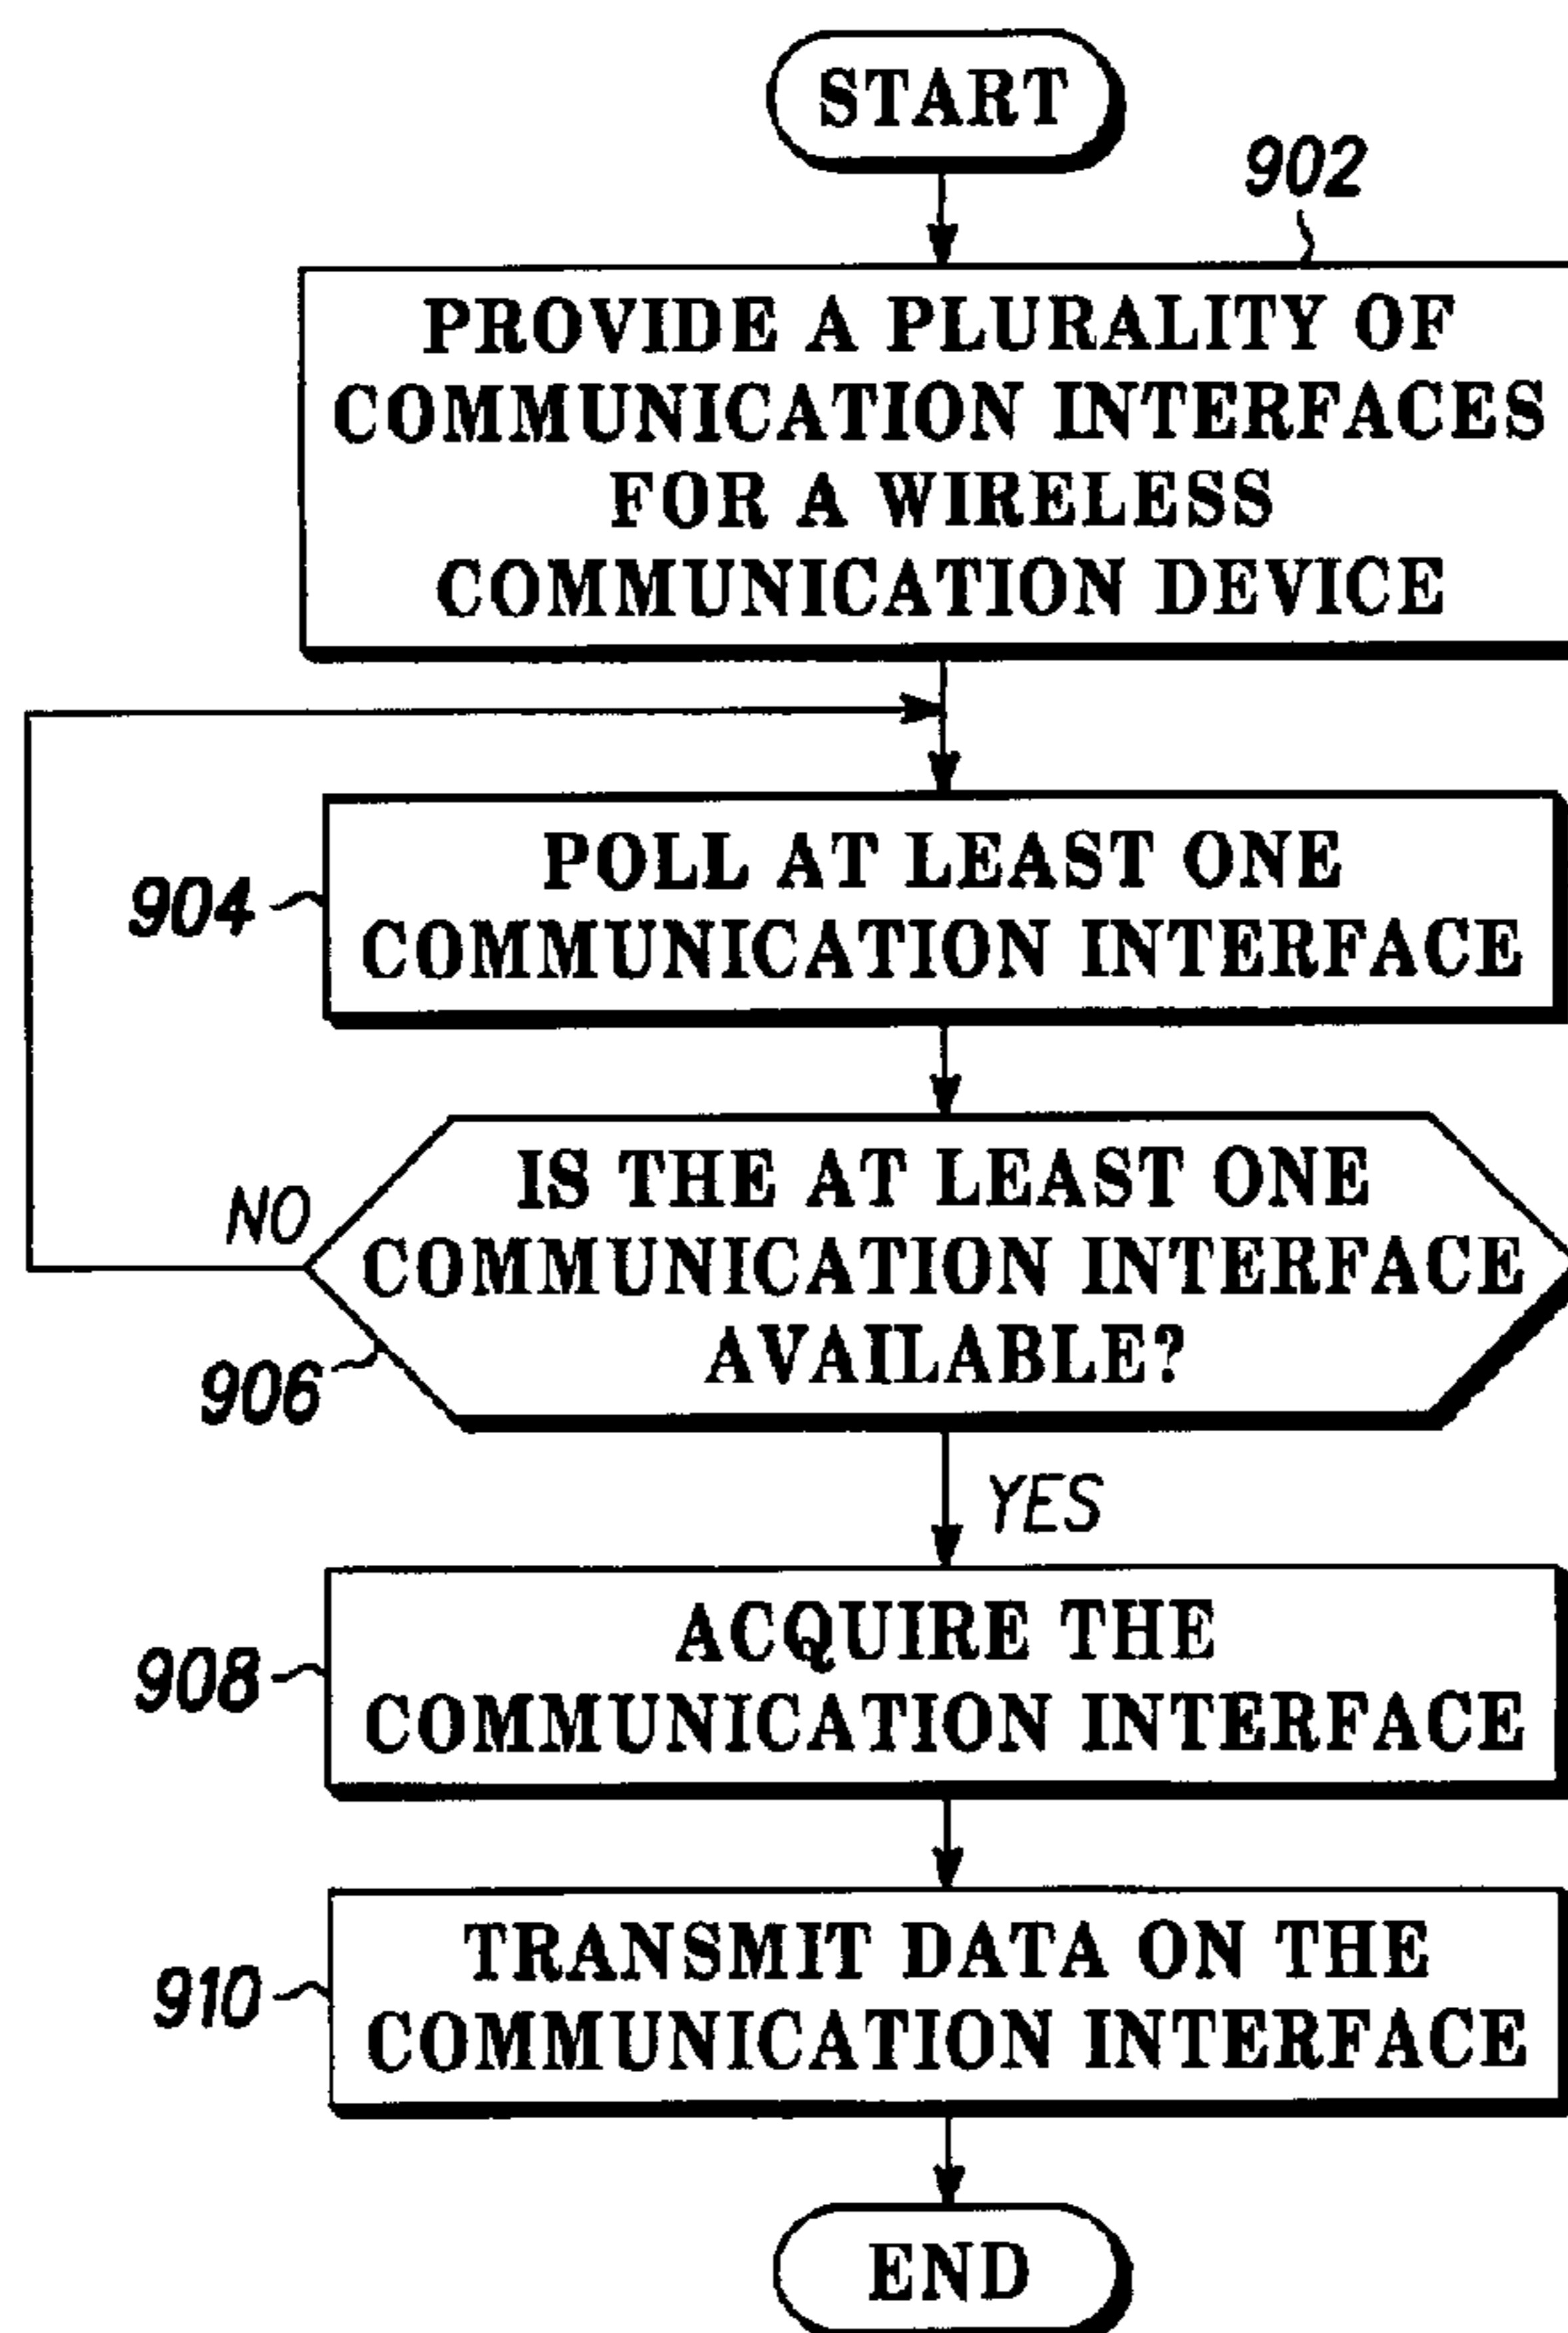 START
902
PROVIDE A PLURALITY OF
COMMUNICATION INTERFACES
FOR A WIRELESS
COMMUNICATION DEVICE
904
POLL AT LEAST ONE
COMMUNICATION INTERFACE
NO
IS THE AT LEAST ONE
COMMUNICATION INTERFACE
AVAILABLE?
906
YES
908
ACQUIRE THE
COMMUNICATION INTERFACE
910
TRANSMIT DATA ON THE
COMMUNICATION INTERFACE
END